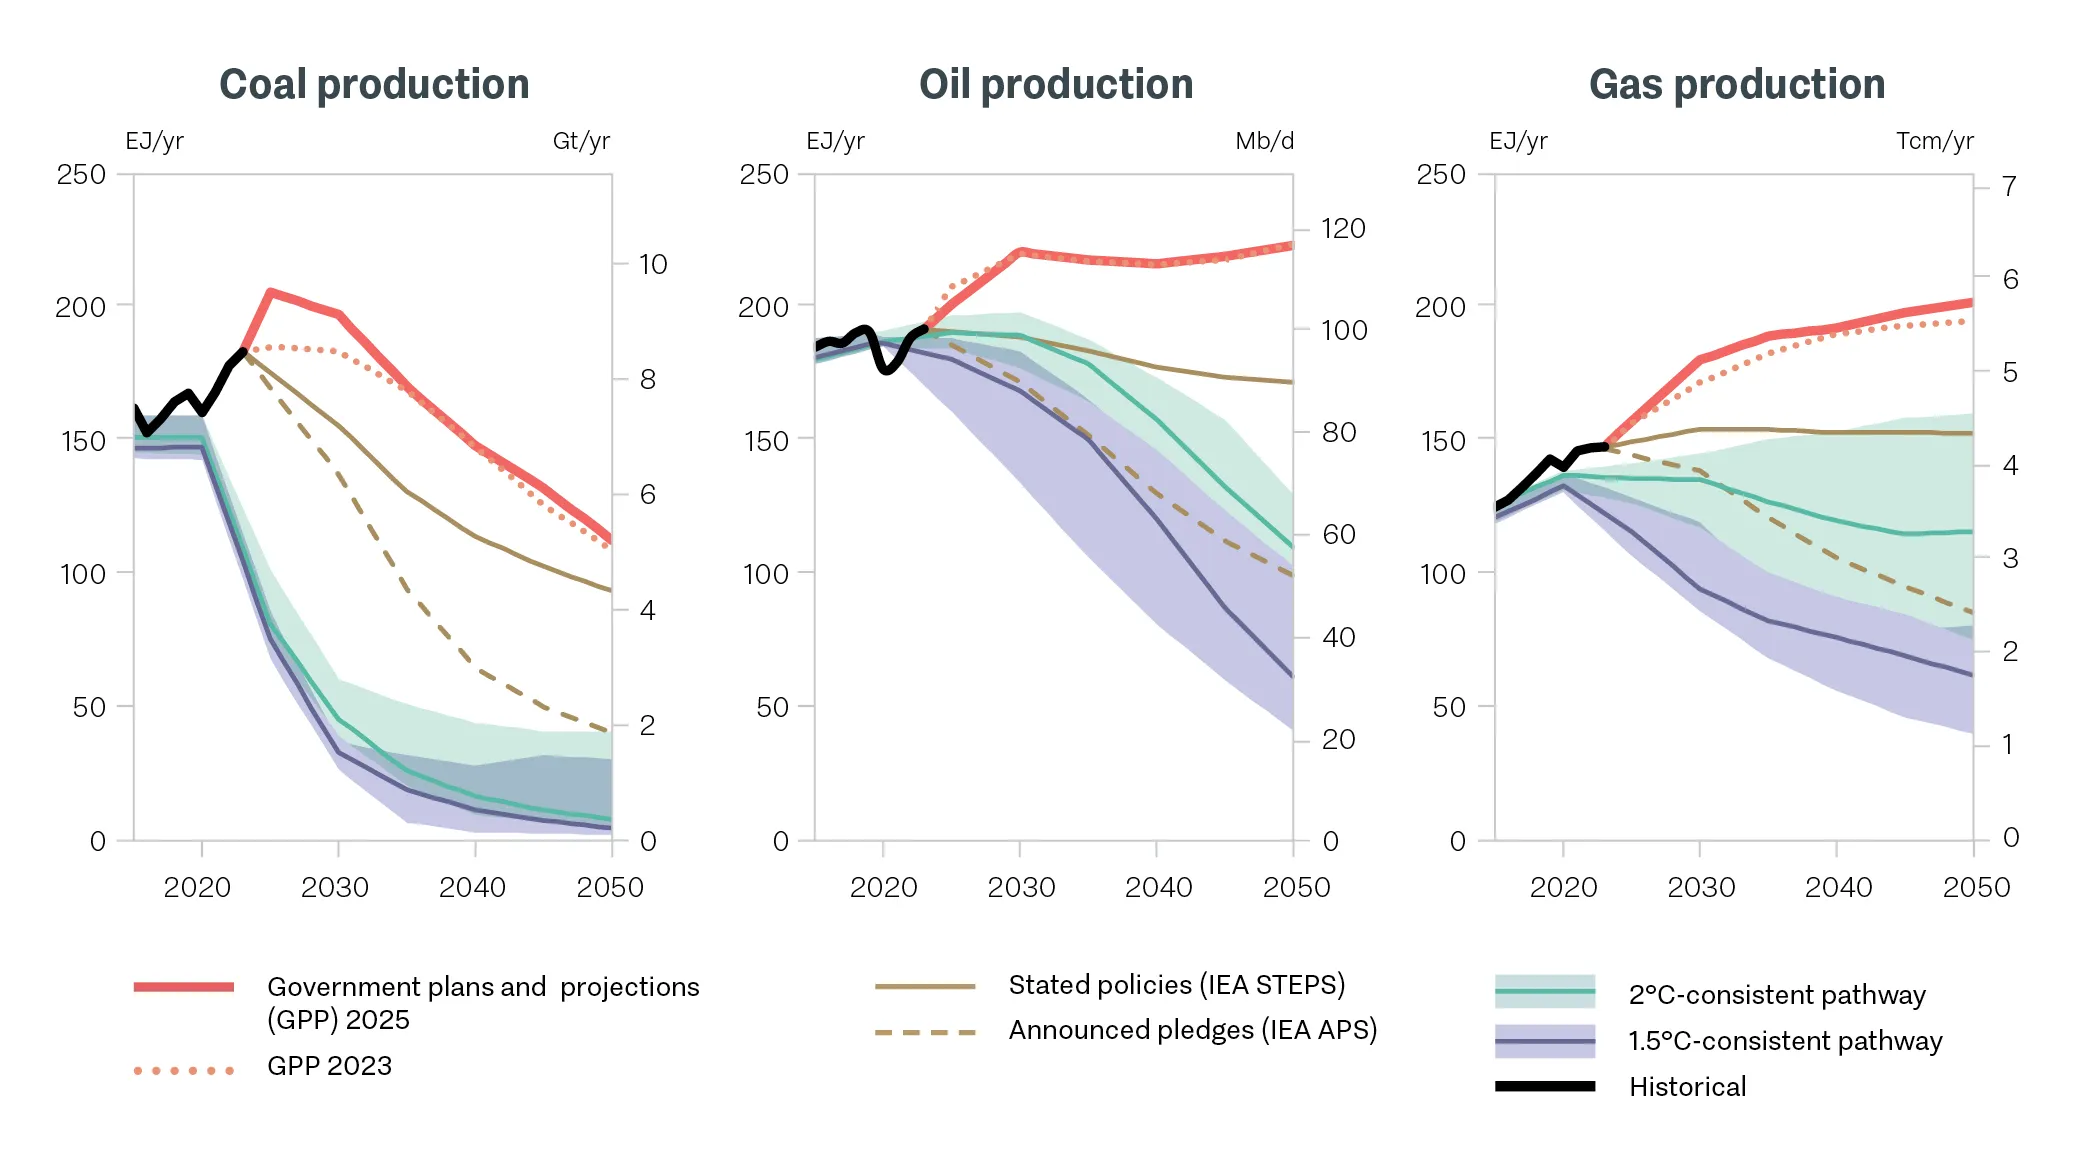 Coal production
EJ/yr Gt/yr
250
200
150
100
50
0
10
8
6
4
2
0
2020 2030 2040 2050
Oil production
EJ/yr Mb/d
250
200
150
100
50
0
120
100
80
60
40
20
0
2020 2030 2040 2050
Gas production
EJ/yr Tcm/yr
250
200
150
100
50
0
7
6
5
4
3
2
1
0
2020 2030 2040 2050
Government plans and projections
(GPP) 2025
GPP 2023
Stated policies (IEA STEPS)
Announced pledges (IEA APS)
2°C-consistent pathway
1.5°C-consistent pathway
Historical